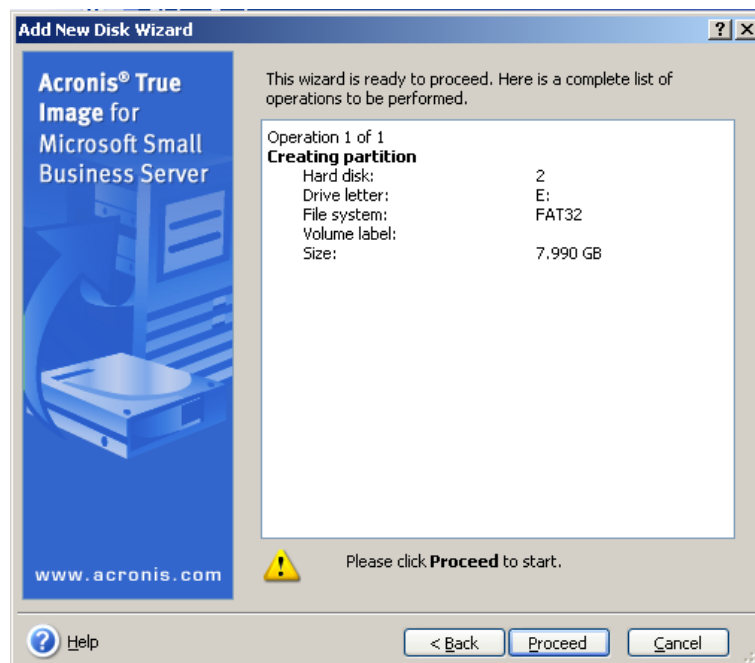 Add New Disk Wizard
Acronis® True
Image for
Microsoft Small
Business Server
www.acronis.com
This wizard is ready to proceed. Here is a complete list of
operations to be performed.
Operation 1 of 1
Creating partition
Hard disk: 2
Drive letter: E:
File system: FAT32
Volume label:
Size: 7.990 GB
Please click Proceed to start.
Help
< Back
Proceed
Cancel